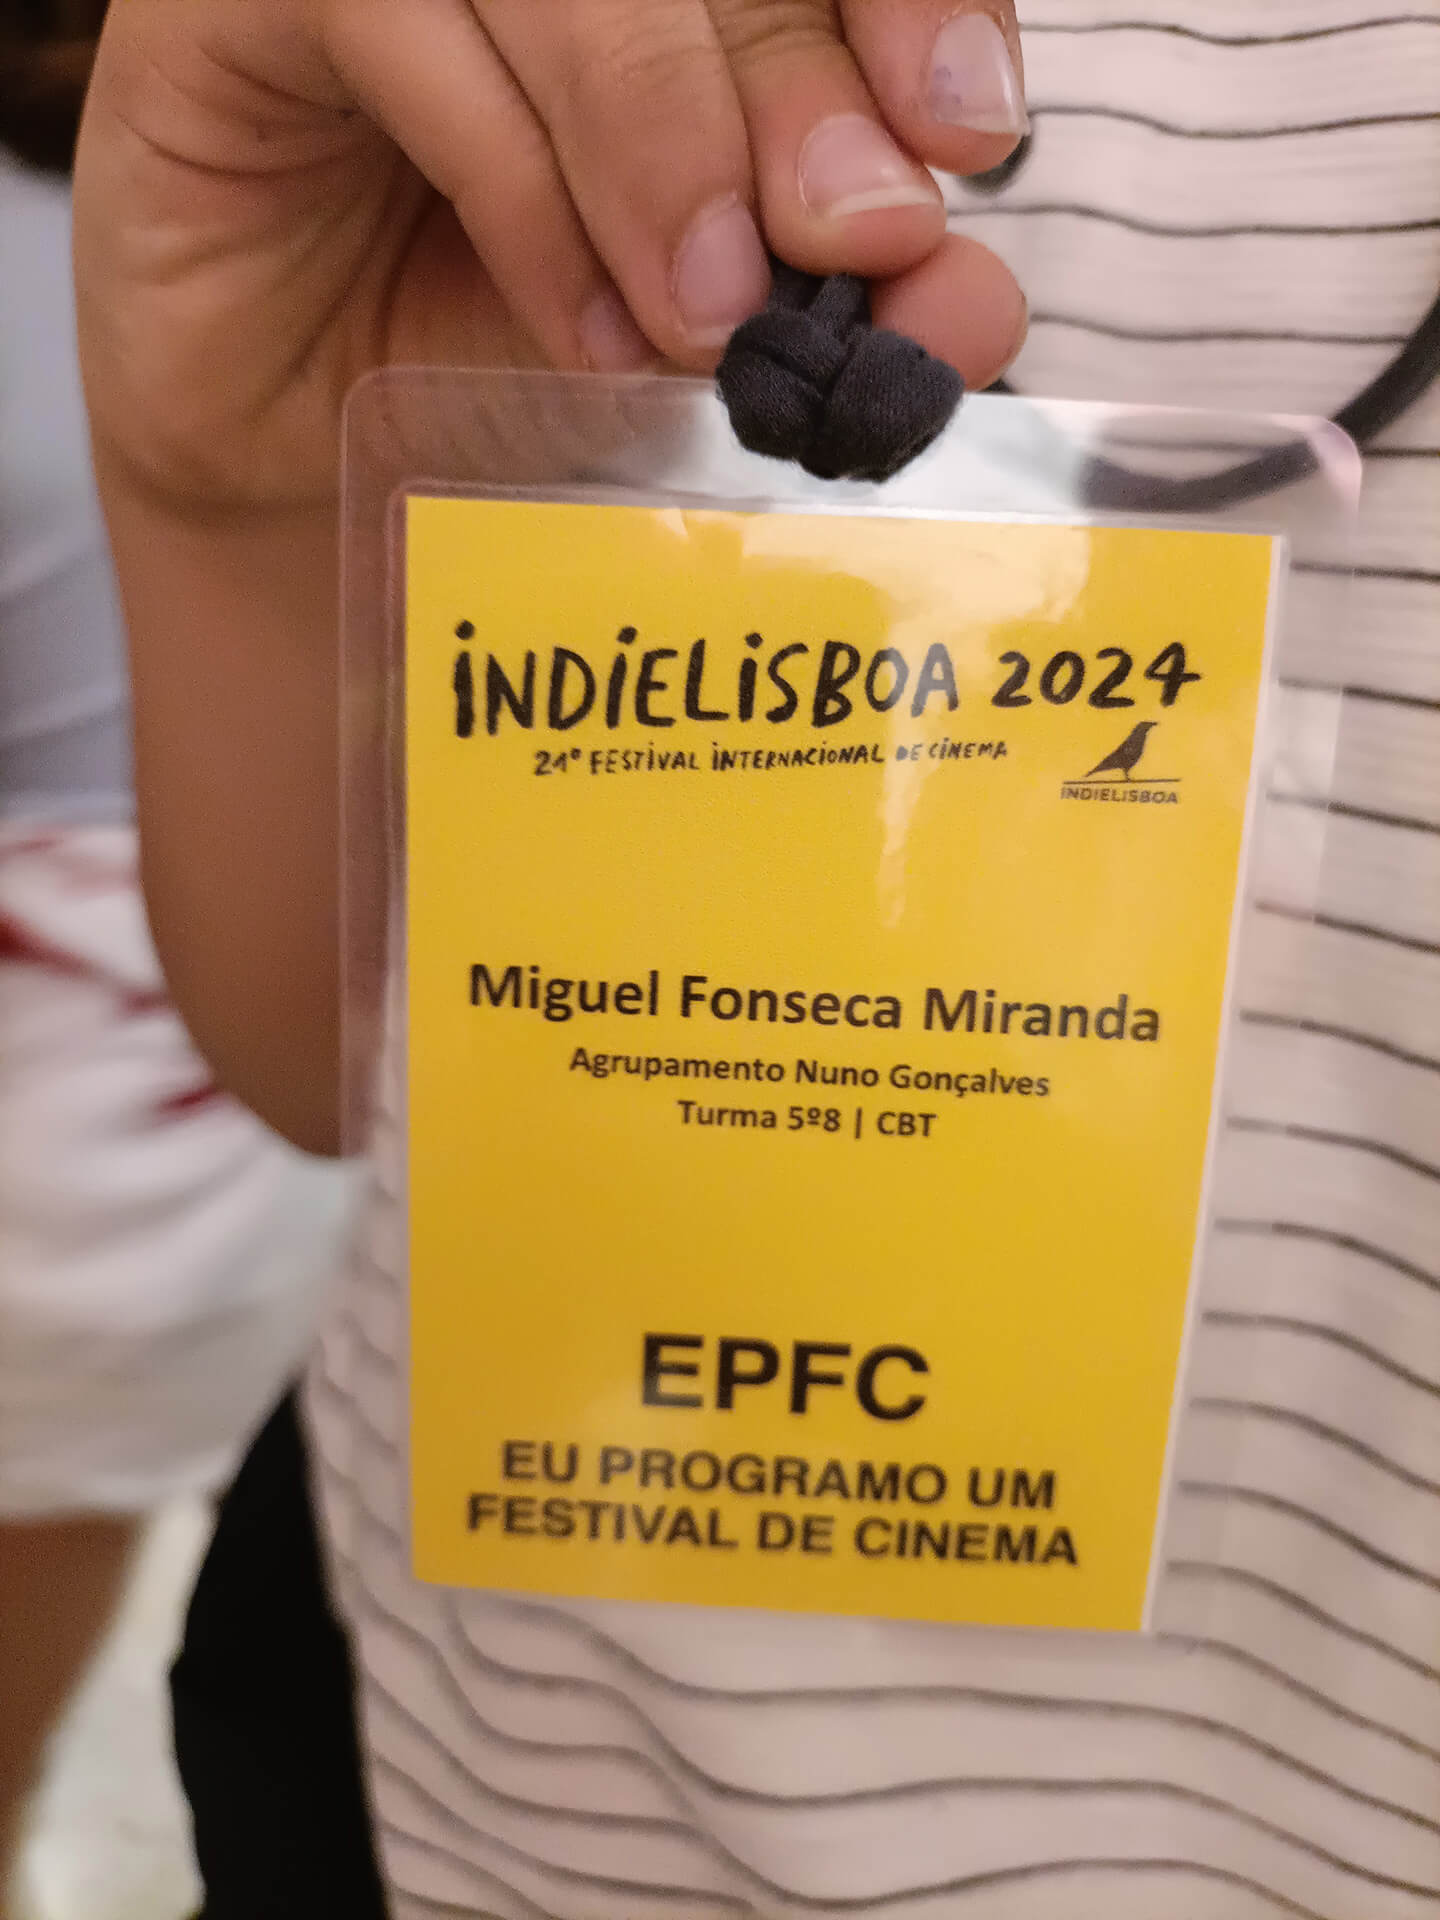 INDIELISBOA 2024
21º FESTIVAL INTERNACIONAL DE CINEMA
INDIELISBOA
Miguel Fonseca Miranda
Agrupamento Nuno Gonçalves
Turma 5º8 | CBT
EPFC
EU PROGRAMO UM
FESTIVAL DE CINEMA